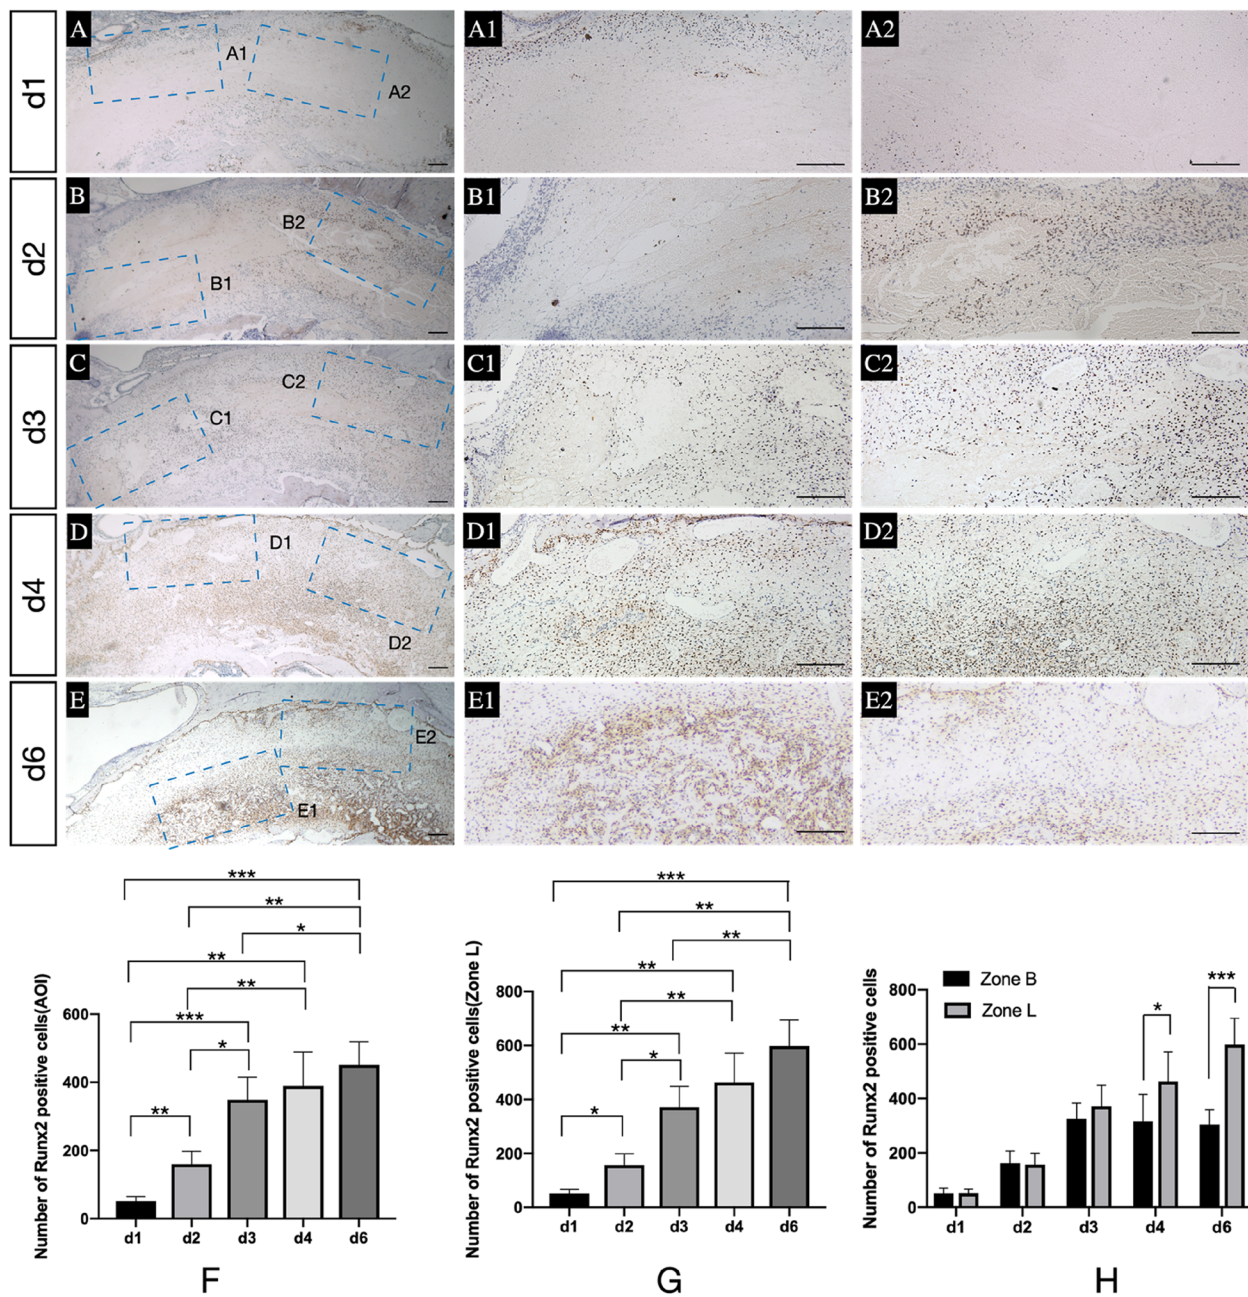 d1
A
A1
A2
A1
A2
d2
B
B2
B1
B1
B2
d3
C
C2
C1
C1
C2
d4
D
D1
D2
D1
D2
d6
E
E2
E1
E1
E2
***
**
*
**
**
***
*
**
Number of Runx2 positive cells(AOI)
600
400
200
0
d1 d2 d3 d4 d6
F
***
**
**
**
**
**
*
*
Number of Runx2 positive cells(Zone L)
800
600
400
200
0
d1 d2 d3 d4 d6
G
Zone B
Zone L
*
***
Number of Runx2 positive cells
800
600
400
200
0
d1 d2 d3 d4 d6
H